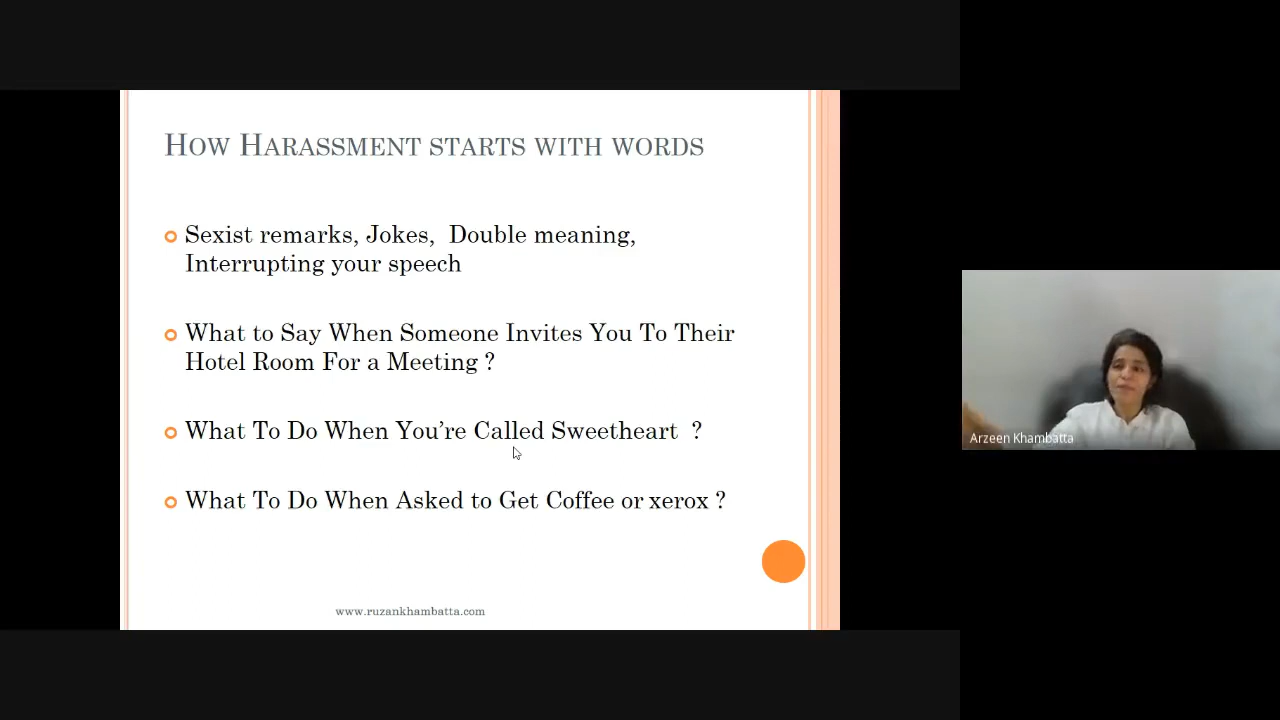 How Harassment starts with words
Sexist remarks, Jokes,  Double meaning,
Interrupting your speech
What to Say When Someone Invites You To Their
Hotel Room For a Meeting ?
What To Do When You’re Called Sweetheart  ?
What To Do When Asked to Get Coffee or xerox ?
www.ruzankhambatta.com
Arzeen Khambatta